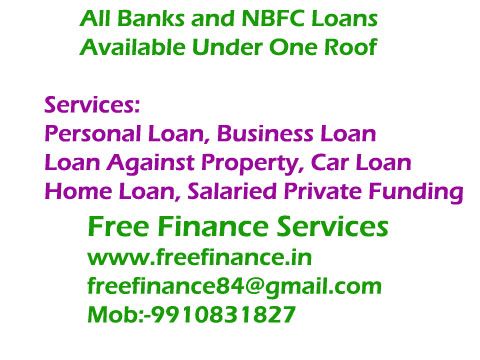 All Banks and NBFC Loans
Available Under One Roof
Services:
Personal Loan, Business Loan
Loan Against Property, Car Loan
Home Loan, Salaried Private Funding
Free Finance Services
www.freefinance.in
freefinance84@gmail.com
Mob:-9910831827